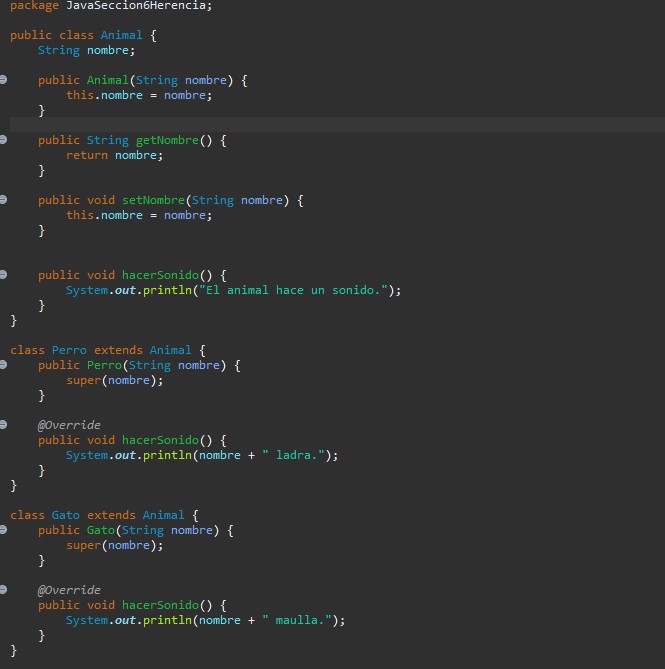 package JavaSeccion6Herencia;
public class Animal {
String nombre;
public Animal(String nombre) {
this.nombre = nombre;
}
public String getNombre() {
return nombre;
}
public void setNombre(String nombre) {
this.nombre = nombre;
}
public void hacerSonido() {
System.out.println("El animal hace un sonido.");
}
}
class Perro extends Animal {
public Perro(String nombre) {
super(nombre);
}
@Override
public void hacerSonido() {
System.out.println(nombre + " ladra.");
}
}
class Gato extends Animal {
public Gato(String nombre) {
super(nombre);
}
@Override
public void hacerSonido() {
System.out.println(nombre + " maulla.");
}
}